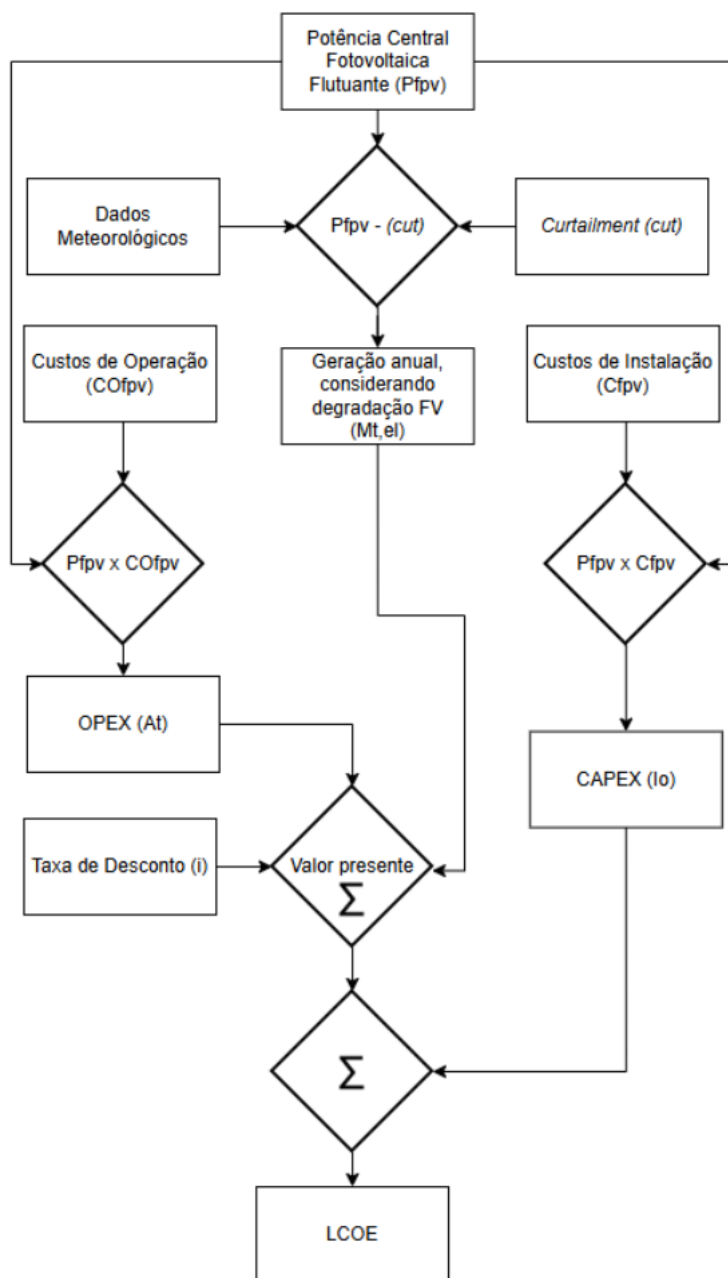 Potência Central
Fotovoltaica
Flutuante (Pfpv)
Dados
Meteorológicos
Pfpv - (cut)
Curtailment (cut)
Custos de Operação
(COfpv)
Geração anual,
considerando
degradação FV
(Mt,el)
Custos de Instalação
(Cfpv)
Pfpv x COfpv
Pfpv x Cfpv
OPEX (At)
CAPEX (Io)
Taxa de Desconto (i)
Valor presente
Σ
Σ
LCOE